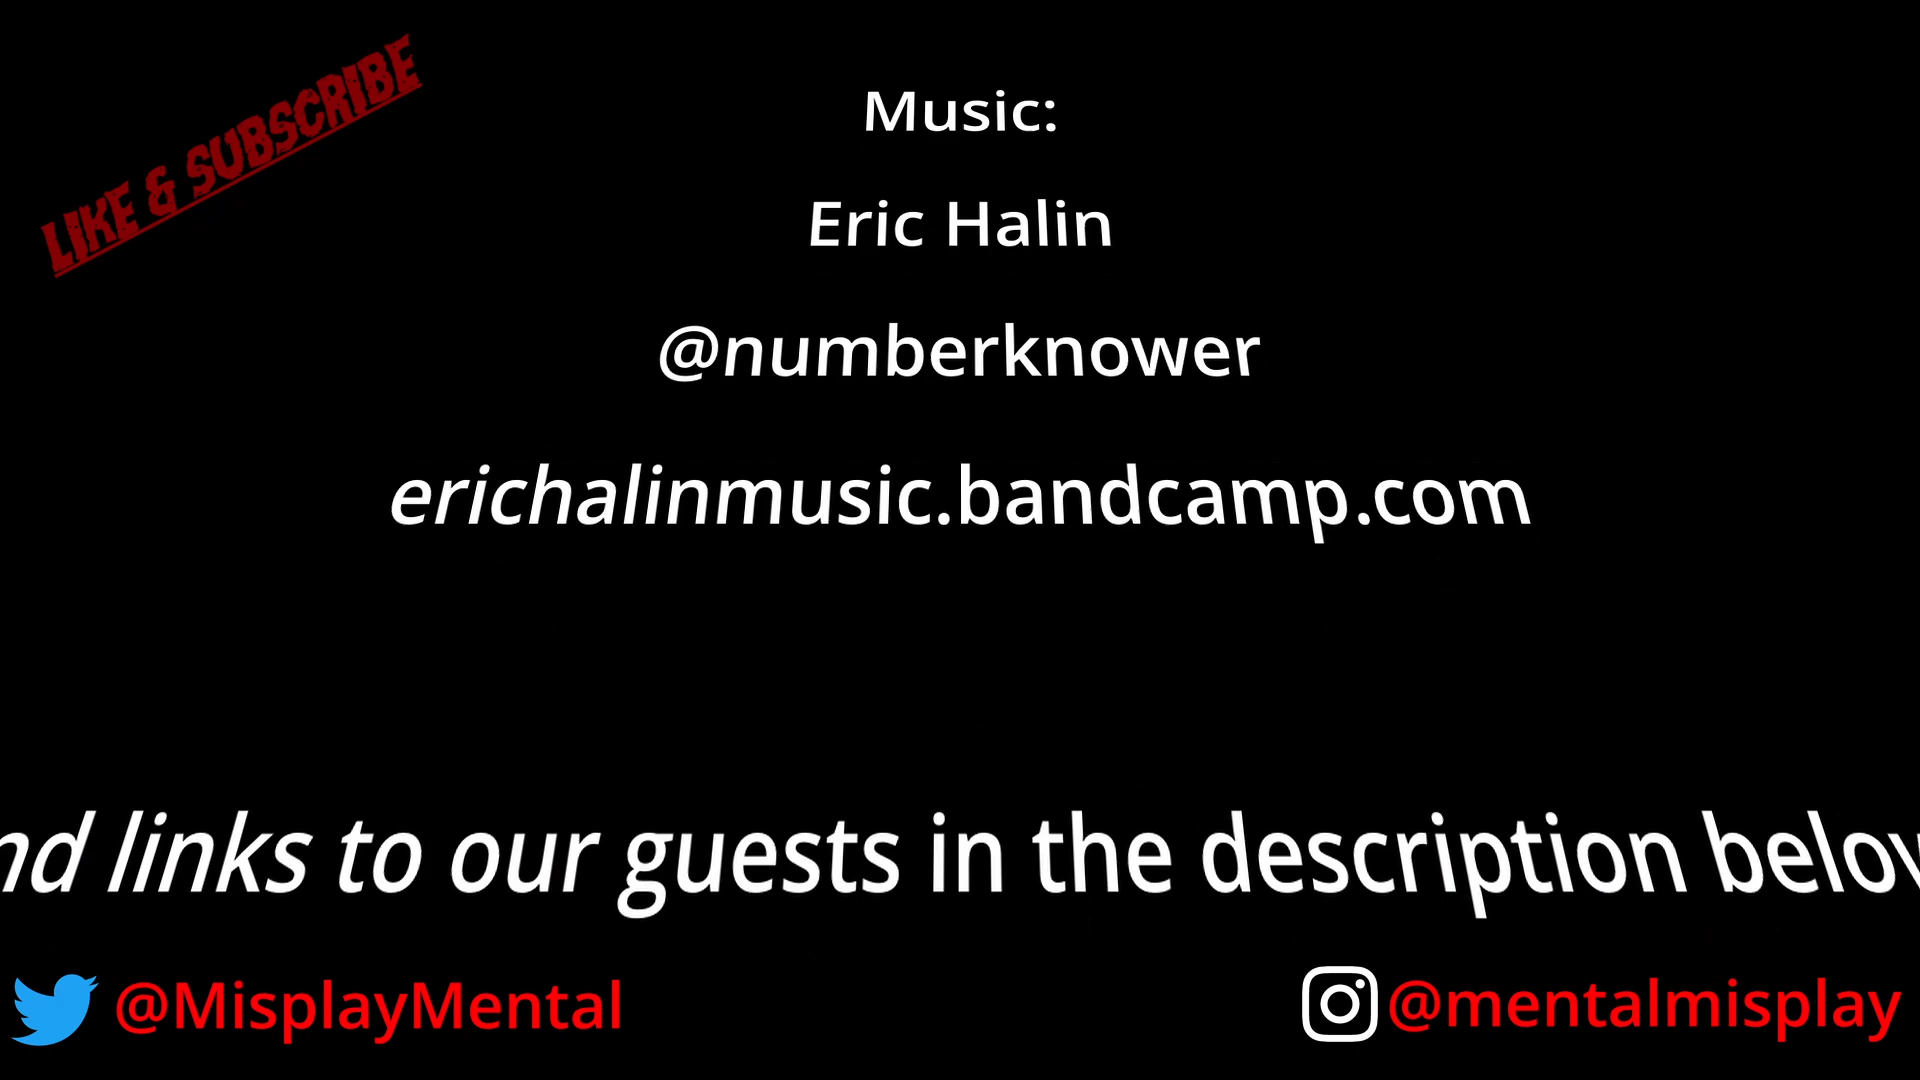 LIKE & SUBSCRIBE
Music:
Eric Halin
@numberknower
erichalinmusic.bandcamp.com
links to our guests in the description
@MisplayMental
@mentalmisplay